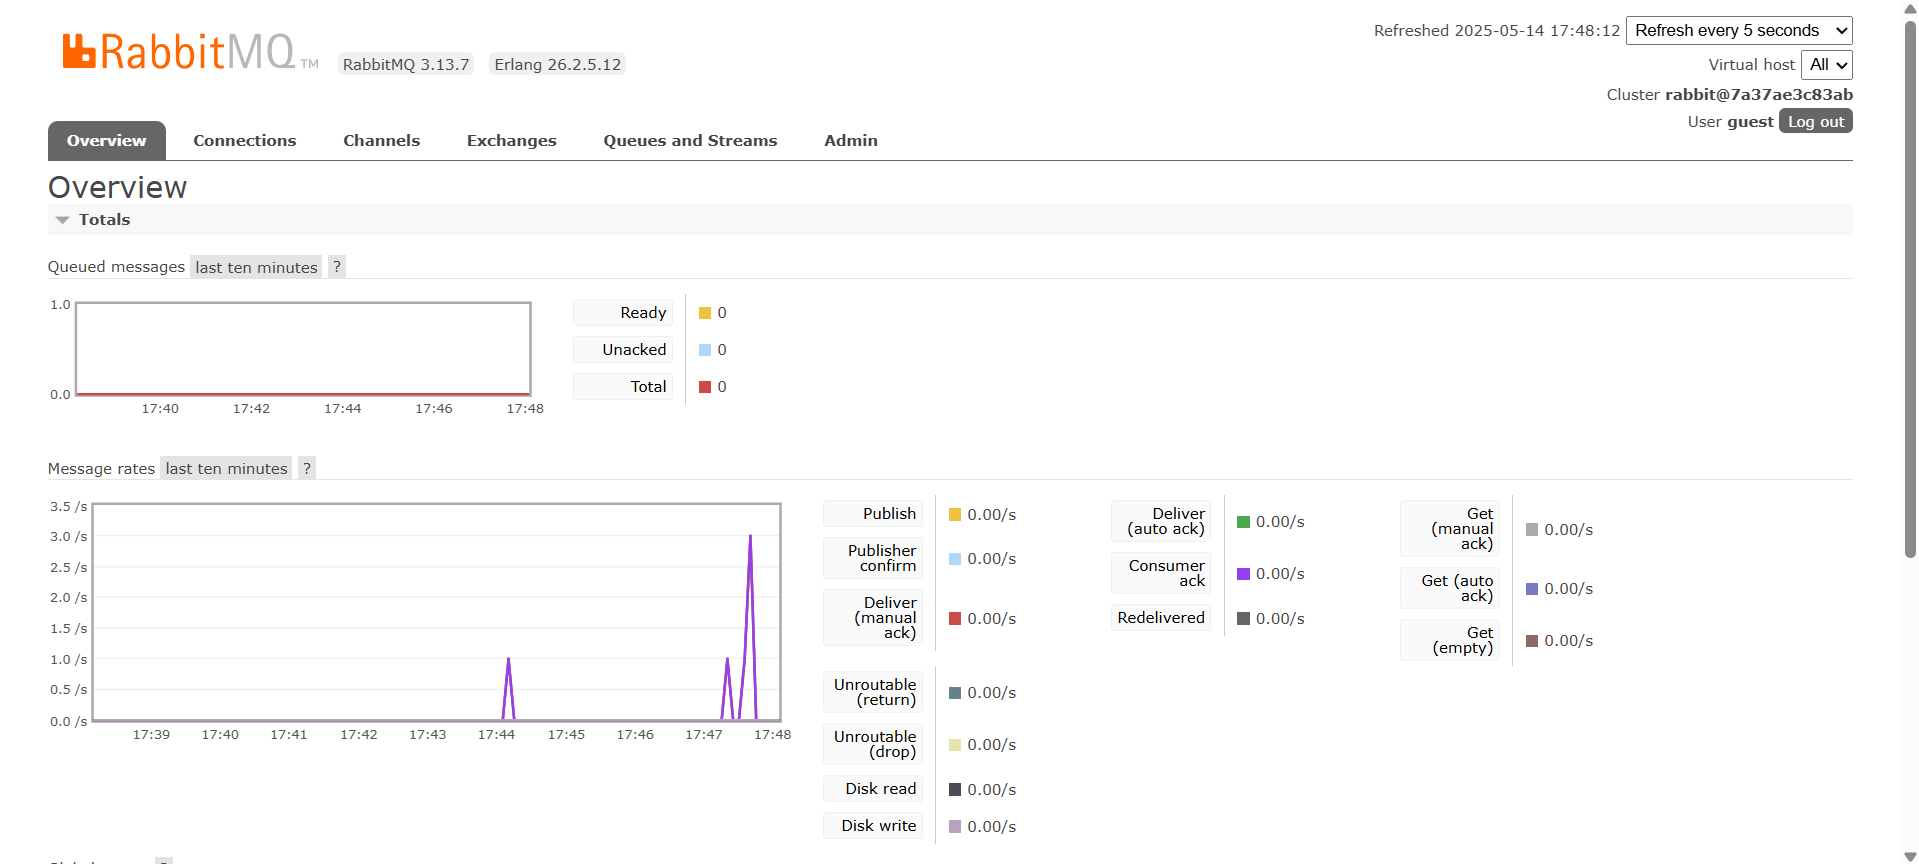 RabbitMQ TM
RabbitMQ 3.13.7
Erlang 26.2.5.12
Refreshed 2025-05-14 17:48:12
Refresh every 5 seconds
Virtual host
All
Cluster rabbit@7a37ae3c83ab
User guest
Log out
Overview
Connections
Channels
Exchanges
Queues and Streams
Admin
Overview
Totals
Queued messages last ten minutes ?
1.0
0.0
17:40
17:42
17:44
17:46
17:48
Ready
0
Unacked
0
Total
0
Message rates last ten minutes ?
3.5 /s
3.0 /s
2.5 /s
2.0 /s
1.5 /s
1.0 /s
0.5 /s
0.0 /s
17:39
17:40
17:41
17:42
17:43
17:44
17:45
17:46
17:47
17:48
Publish
0.00/s
Publisher
confirm
0.00/s
Deliver
(manual
ack)
0.00/s
Deliver
(auto ack)
0.00/s
Consumer
ack
0.00/s
Redelivered
0.00/s
Get
(manual
ack)
0.00/s
Get (auto
ack)
0.00/s
Get
(empty)
0.00/s
Unroutable
(return)
0.00/s
Unroutable
(drop)
0.00/s
Disk read
0.00/s
Disk write
0.00/s